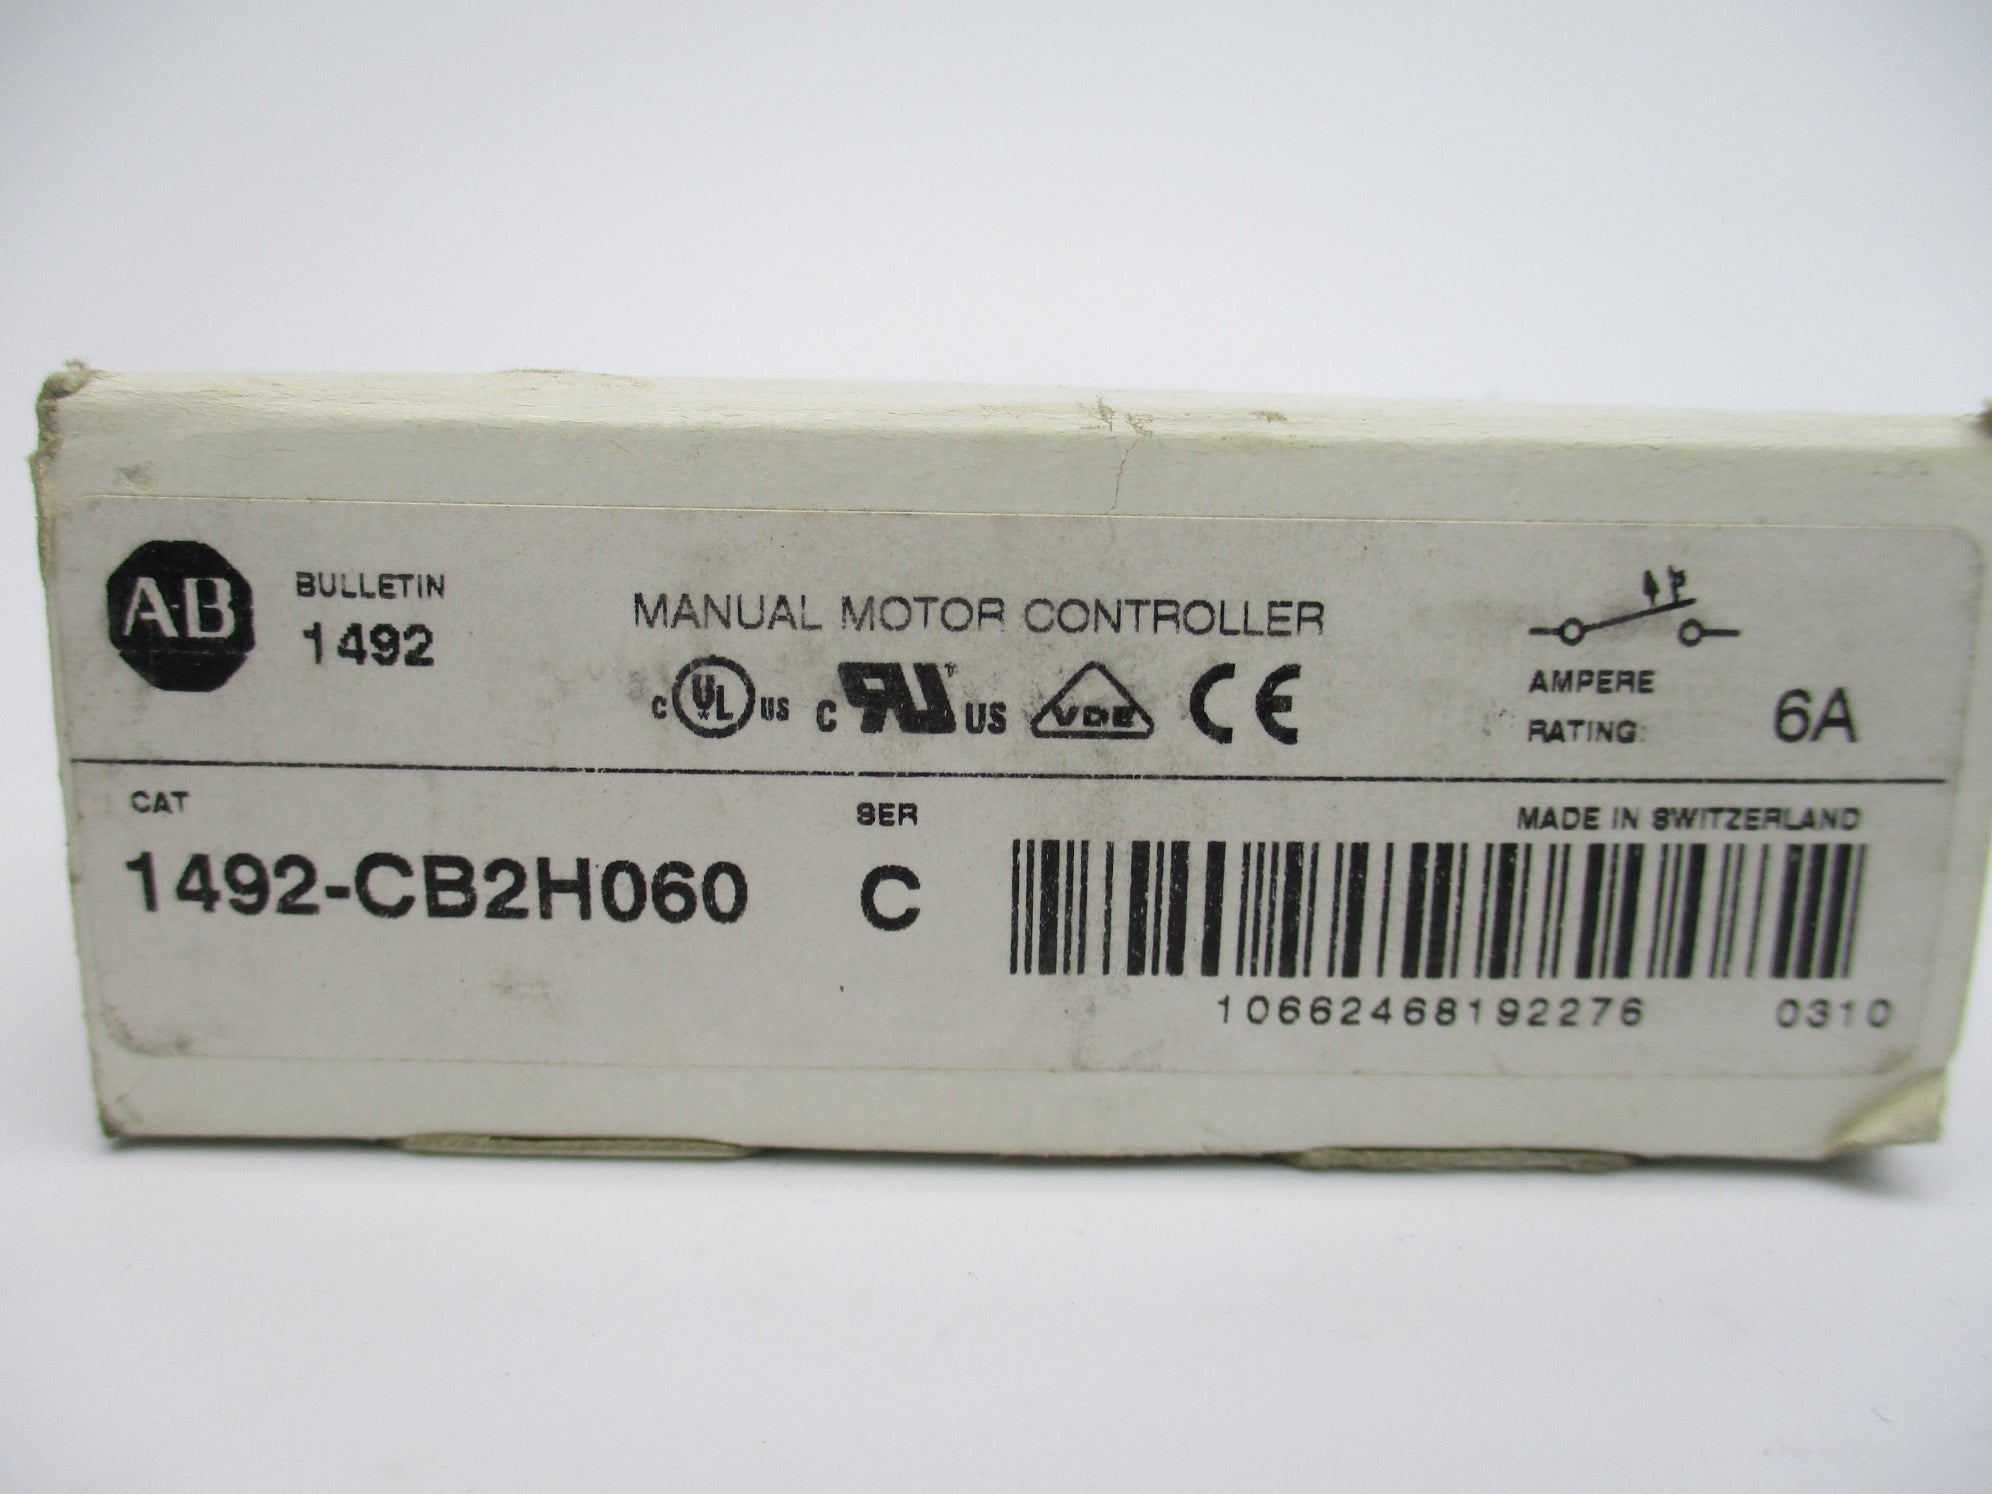 A-B
BULLETIN
1492
MANUAL MOTOR CONTROLLER
C UL US C RU US VDE CE
AMPERE
RATING: 6A
CAT
1492-CB2H060
SER
C
MADE IN SWITZERLAND
10662468192276 0310